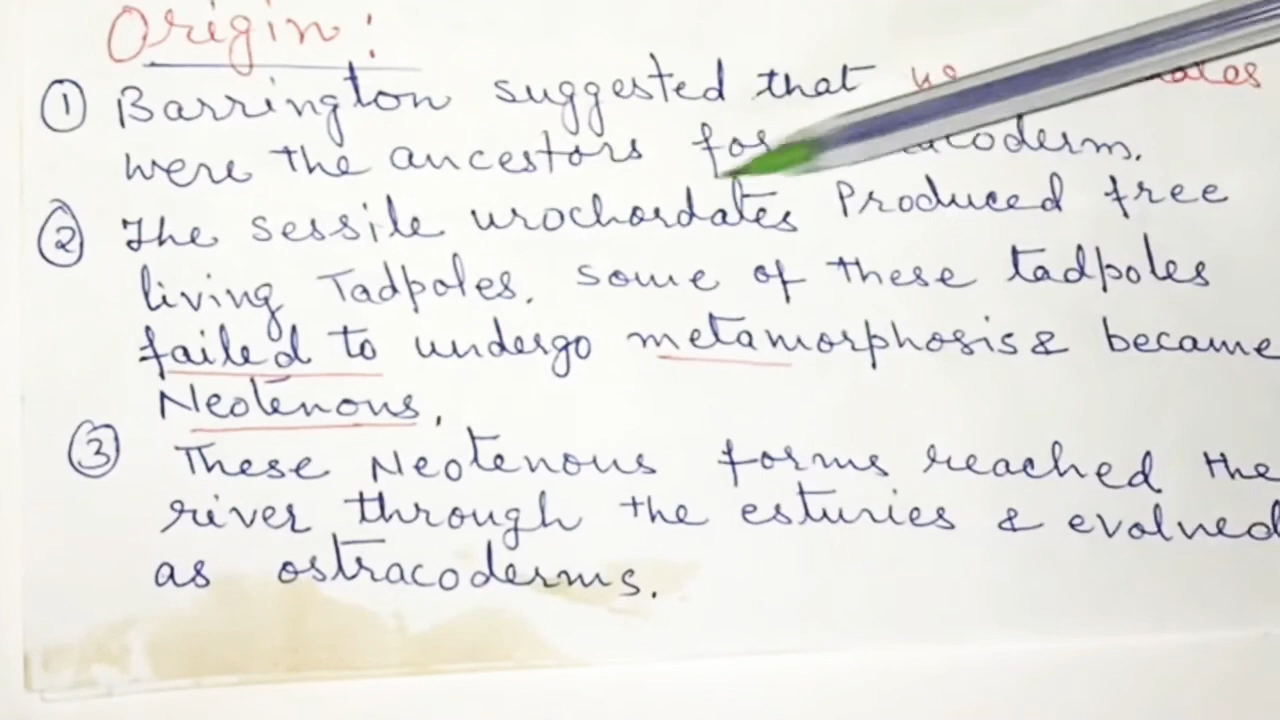 Origin:
① Barrington suggested that
were the ancestors for
② The sessile urochordates Produced free
living Tadpoles. some of these tadpoles
failed to undergo metamorphosis & became
Neotenous.
③ These Neotenous forms reached the
river through the esturies & evolved
as ostracoderms.